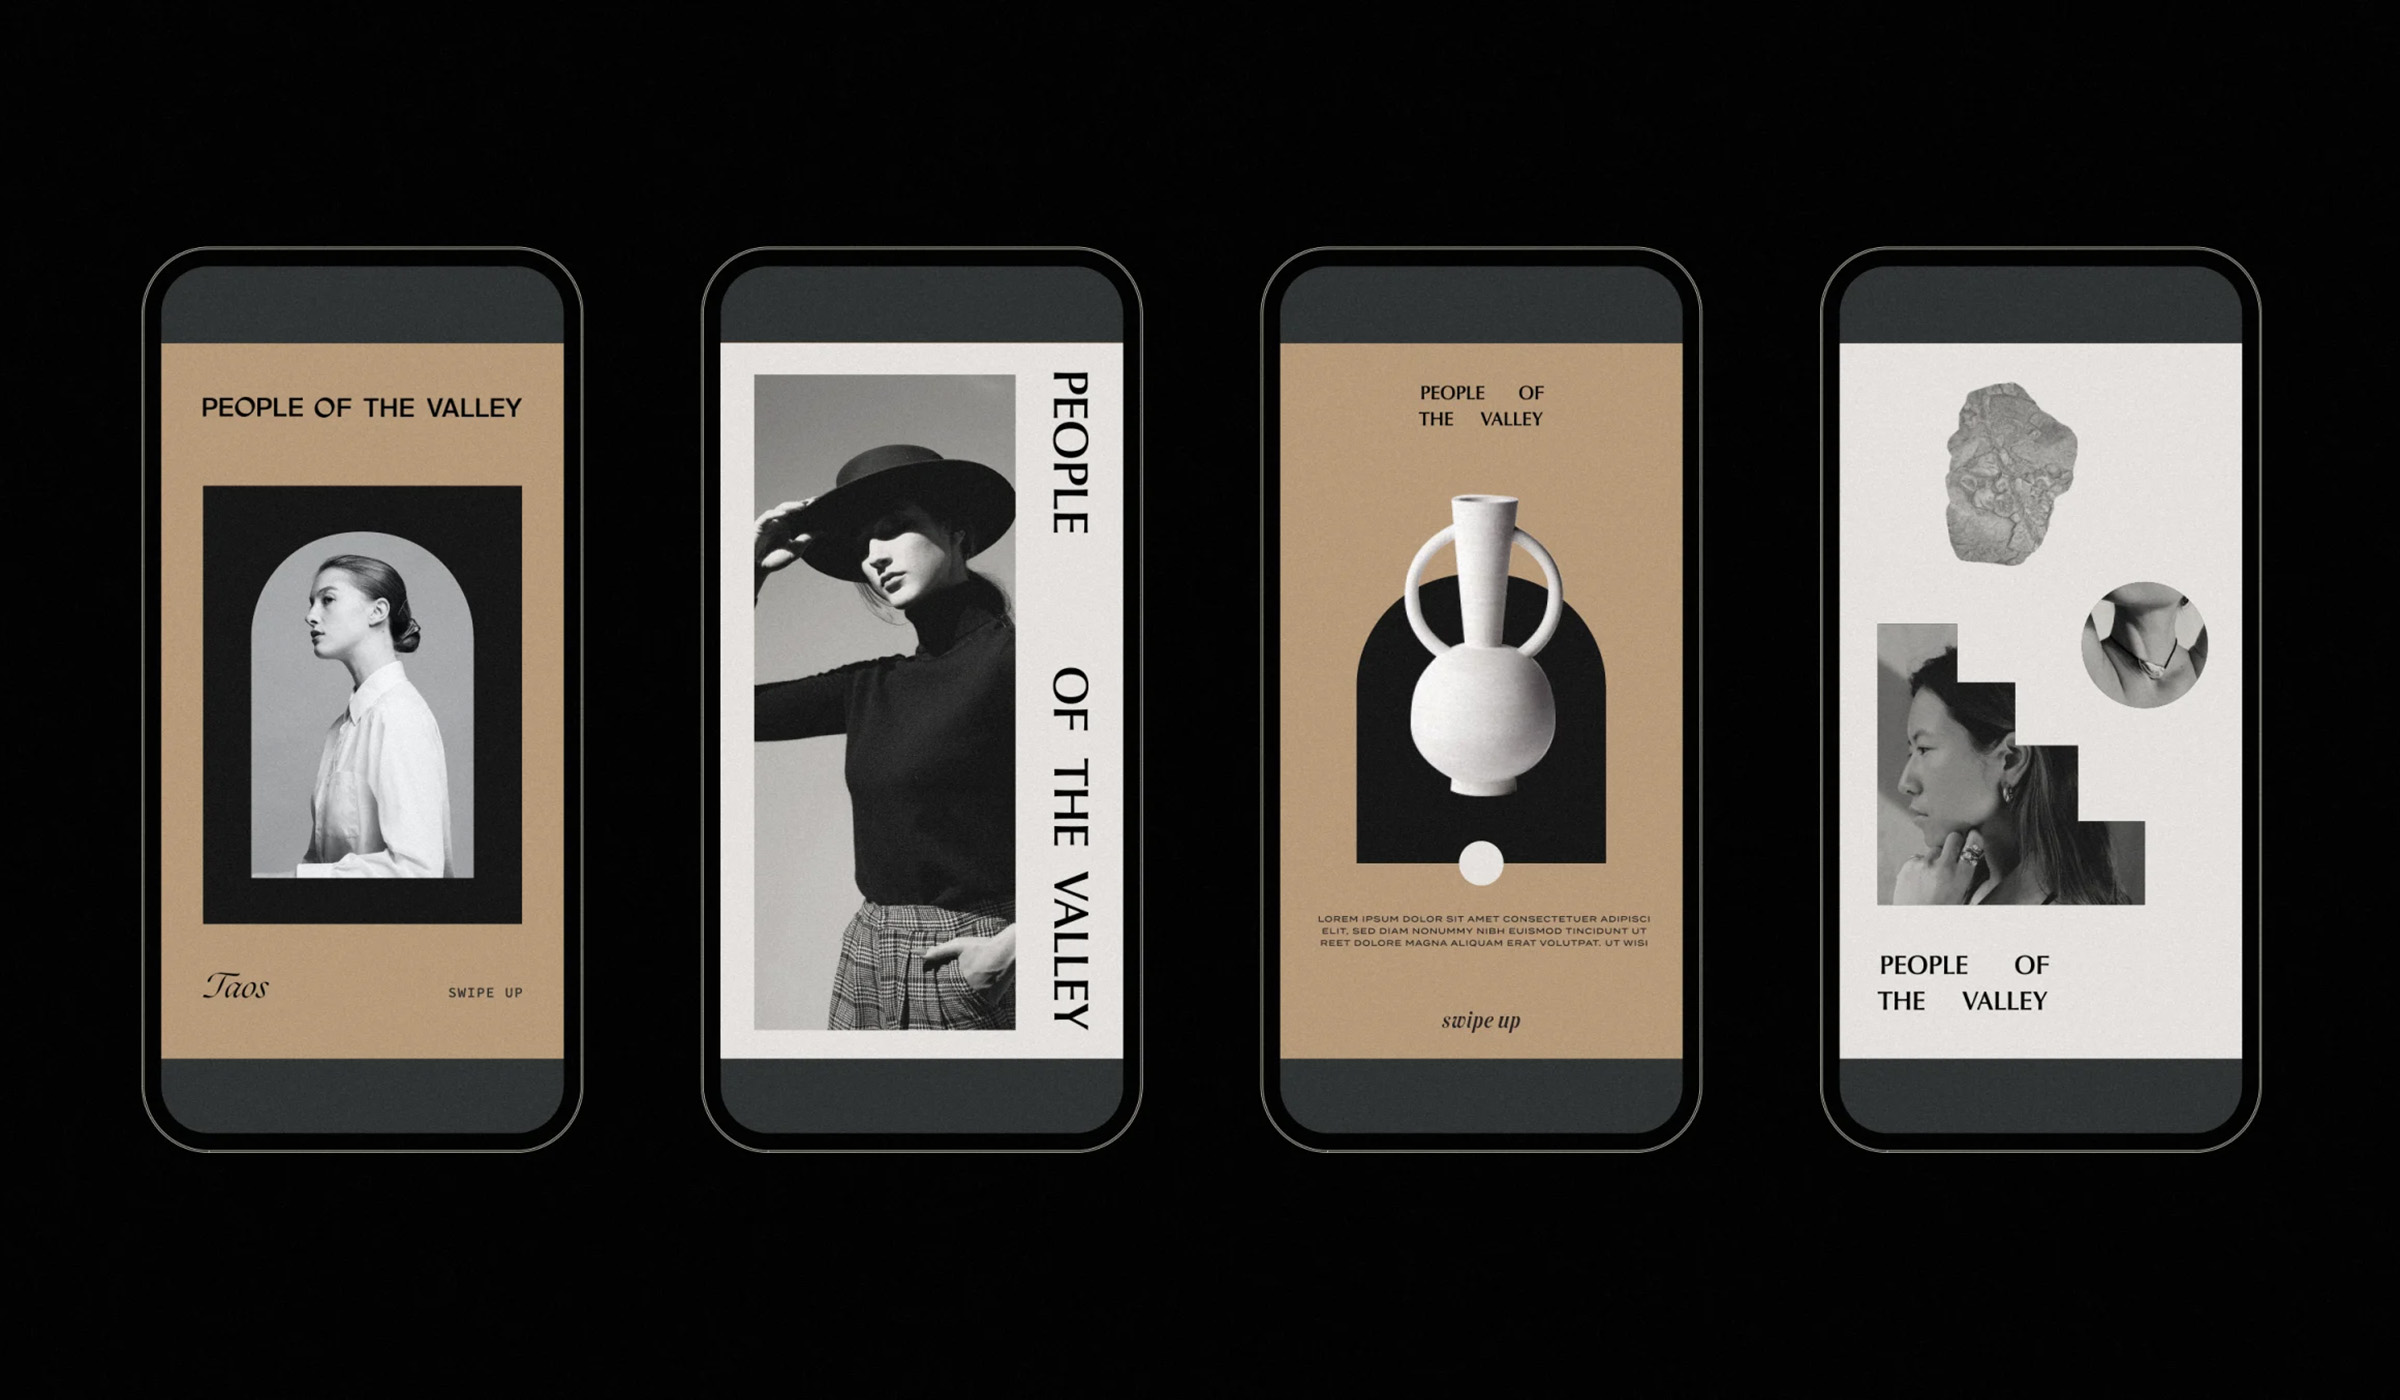 PEOPLE OF THE VALLEY
Taos
SWIPE UP
PEOPLE OF THE VALLEY
PEOPLE OF
THE VALLEY
LOREM IPSUM DOLOR SIT AMET CONSECTETUER ADIPISCI
ELIT, SED DIAM NONUMMY NIBH EUISMOD TINCIDUNT UT
REET DOLORE MAGNA ALIQUAM ERAT VOLUTPAT. UT WISI
swipe up
PEOPLE OF
THE VALLEY